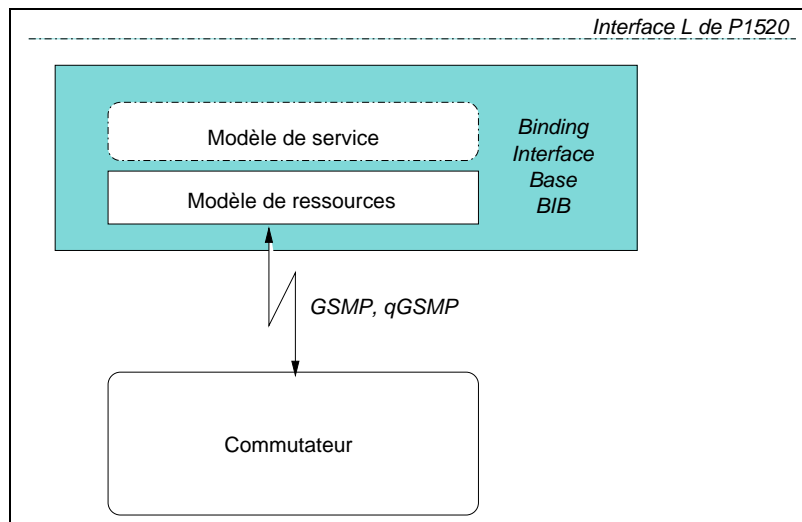 Interface L de P1520
Modèle de service
Modèle de ressources
Binding
Interface
Base
BIB
GSMP, qGSMP
Commutateur